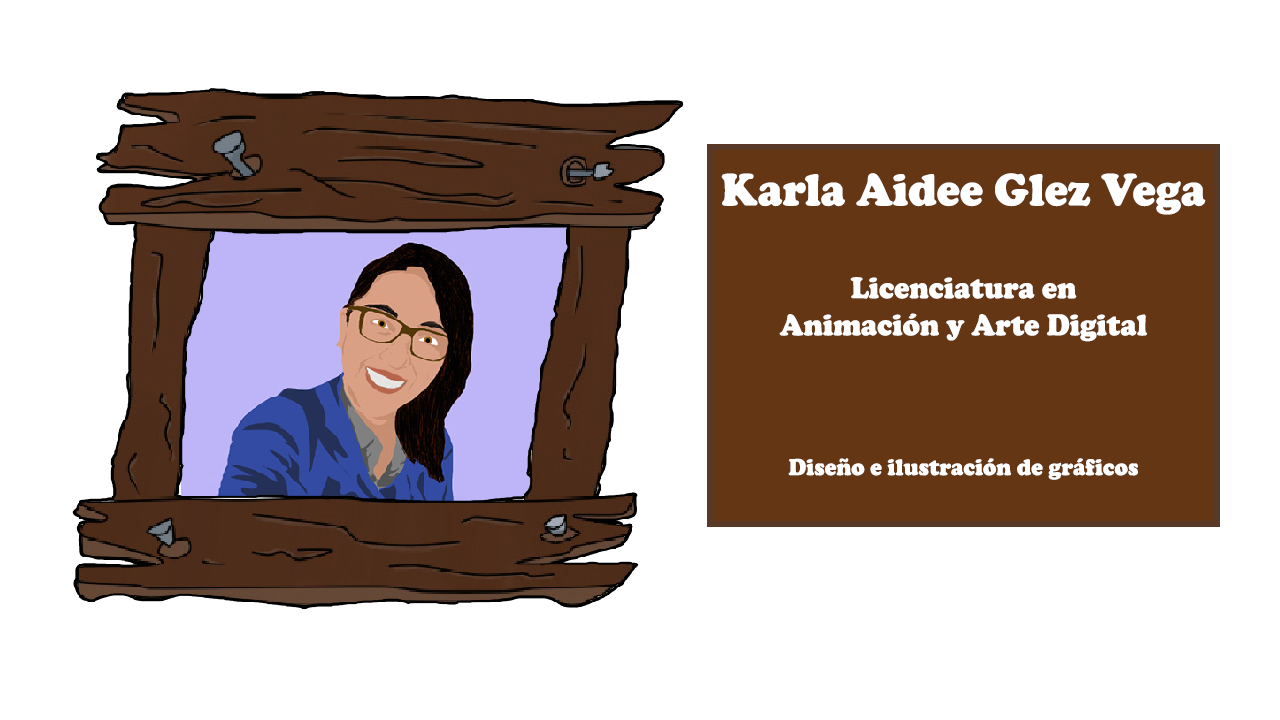 Karla Aidee Glez Vega
Licenciatura en
Animación y Arte Digital
Diseño e ilustración de gráficos